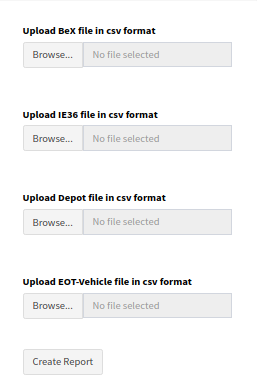 Upload BeX file in csv format
Browse... No file selected
Upload IE36 file in csv format
Browse... No file selected
Upload Depot file in csv format
Browse... No file selected
Upload EOT-Vehicle file in csv format
Browse... No file selected
Create Report